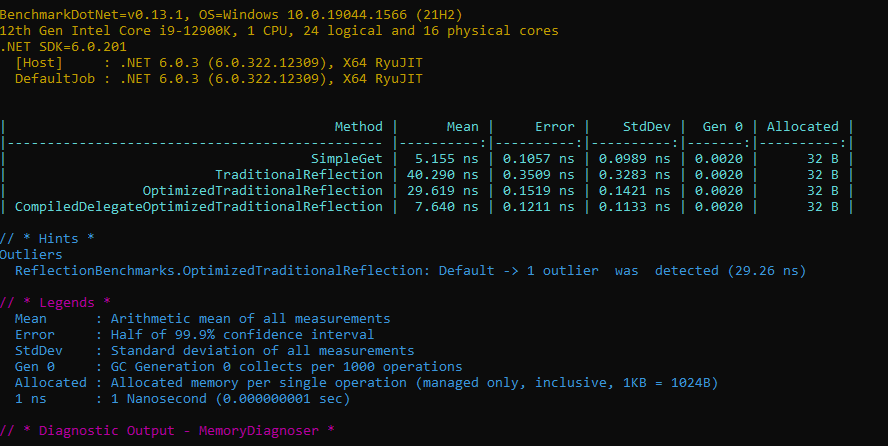 BenchmarkDotNet=v0.13.1, OS=Windows 10.0.19044.1566 (21H2)
12th Gen Intel Core i9-12900K, 1 CPU, 24 logical and 16 physical cores
.NET SDK=6.0.201
  [Host]     : .NET 6.0.3 (6.0.322.12309), X64 RyuJIT
  DefaultJob : .NET 6.0.3 (6.0.322.12309), X64 RyuJIT
|                                         Method |      Mean |     Error |    StdDev |  Gen 0 | Allocated |
|----------------------------------------------- |----------:|----------:|----------:|-------:|----------:|
|                                      SimpleGet |  5.155 ns | 0.1057 ns | 0.0989 ns | 0.0020 |      32 B |
|                          TraditionalReflection | 40.290 ns | 0.3509 ns | 0.3283 ns | 0.0020 |      32 B |
|                 OptimizedTraditionalReflection | 29.619 ns | 0.1519 ns | 0.1421 ns | 0.0020 |      32 B |
| CompiledDelegateOptimizedTraditionalReflection |  7.640 ns | 0.1211 ns | 0.1133 ns | 0.0020 |      32 B |
// * Hints *
Outliers
  ReflectionBenchmarks.OptimizedTraditionalReflection: Default -> 1 outlier  was  detected (29.26 ns)
// * Legends *
  Mean      : Arithmetic mean of all measurements
  Error     : Half of 99.9% confidence interval
  StdDev    : Standard deviation of all measurements
  Gen 0     : GC Generation 0 collects per 1000 operations
  Allocated : Allocated memory per single operation (managed only, inclusive, 1KB = 1024B)
  1 ns      : 1 Nanosecond (0.000000001 sec)
// * Diagnostic Output - MemoryDiagnoser *